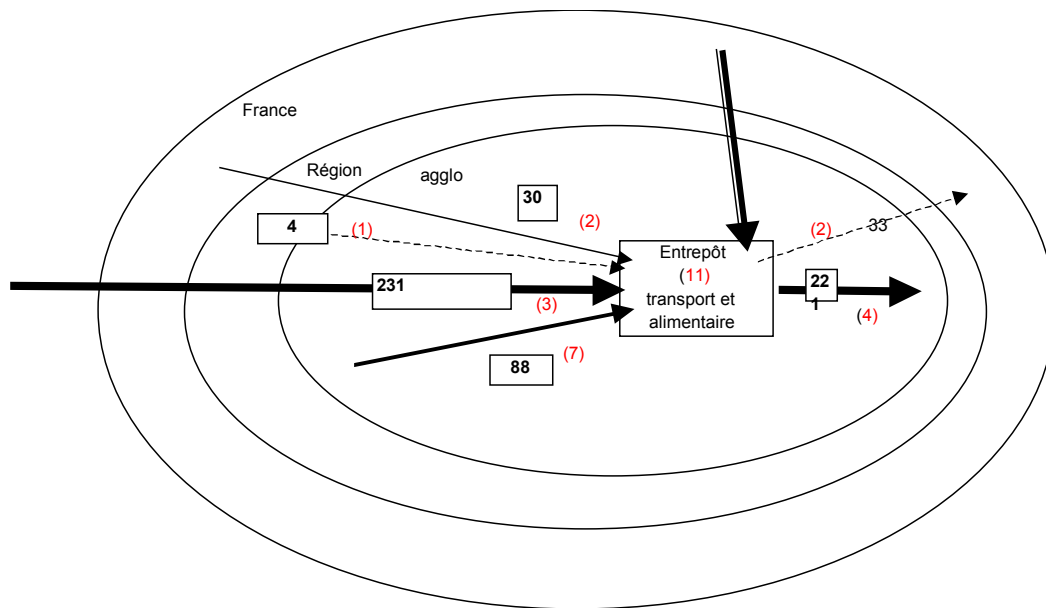 France
Région
agglo
30
4
(1)
(2)
(2)
33
Entrepôt
(11)
transport et
alimentaire
231
(3)
22
1
(4)
(7)
88